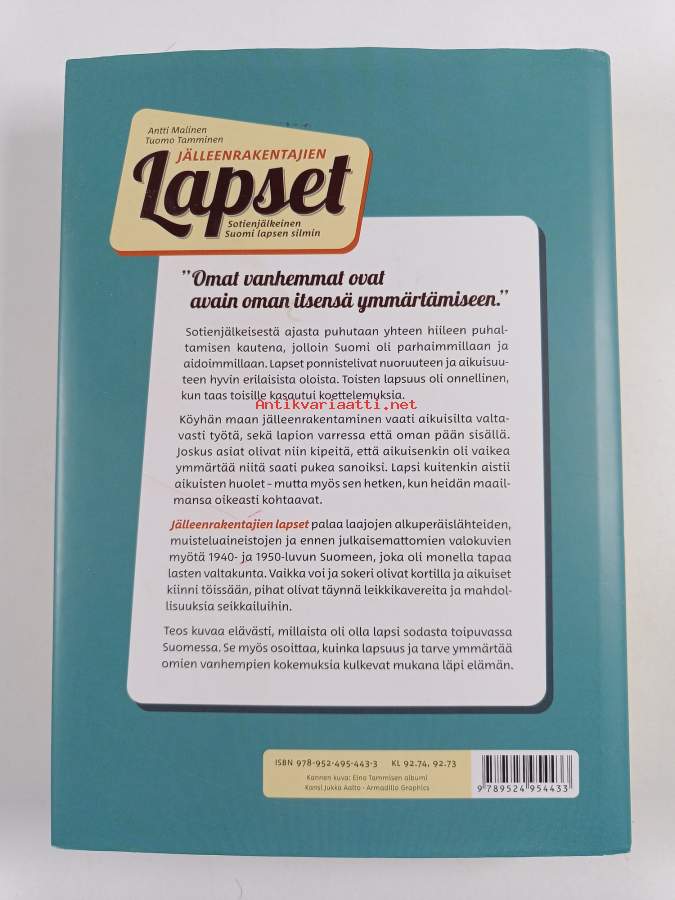 Antti Malinen
Tuomo Tamminen
JÄLLEENRAKENTAJIEN
Lapset
Sotienjälkeinen
Suomi lapsen silmin
”Omat vanhemmat ovat
avain oman itsensä ymmärtämiseen.”
Sotienjälkeisestä ajasta puhutaan yhteen hiileen puhal-
tamisen kautena, jolloin Suomi oli parhaimmillaan ja
aidoimmillaan. Lapset ponnistelivat nuoruuteen ja aikuisu-
uteen hyvin erilaisista oloista. Toisten lapsuus oli onnellinen,
kun taas toisille kasautui koettelemuksia.
Antikvariaatti.net
Köyhän maan jälleenrakentaminen vaati aikuisilta valta-
vasti työtä, sekä lapion varressa että oman pään sisällä.
Joskus asiat olivat niin kipeitä, että aikuisenkin oli vaikea
ymmärtää niitä saati pukea sanoiksi. Lapsi kuitenkin aistii
aikuisten huolet – mutta myös sen hetken, kun heidän maail-
mansa oikeasti kohtaavat.
Jälleenrakentajien lapset palaa laajojen alkuperäislähteiden,
muisteluaineistojen ja ennen julkaisemattomien valokuvien
myötä 1940- ja 1950-luvun Suomeen, joka oli monella tapaa
lasten valtakunta. Vaikka voi ja sokeri olivat kortilla ja aikuiset
kiinni töissään, pihat olivat täynnä leikkikavereita ja mahdol-
lisuuksia seikkailuihin.
Teos kuvaa elävästi, millaista oli olla lapsi sodasta toipuvassa
Suomessa. Se myös osoittaa, kuinka lapsuus ja tarve ymmärtää
omien vanhempien kokemuksia kulkevat mukana läpi elämän.
ISBN 978-952-495-443-3 KL 92.74, 92.73
Kannen kuva: Eino Tammisen albumi
Kansi Jukka Aalto · Armadillo Graphics
9 789524 954433